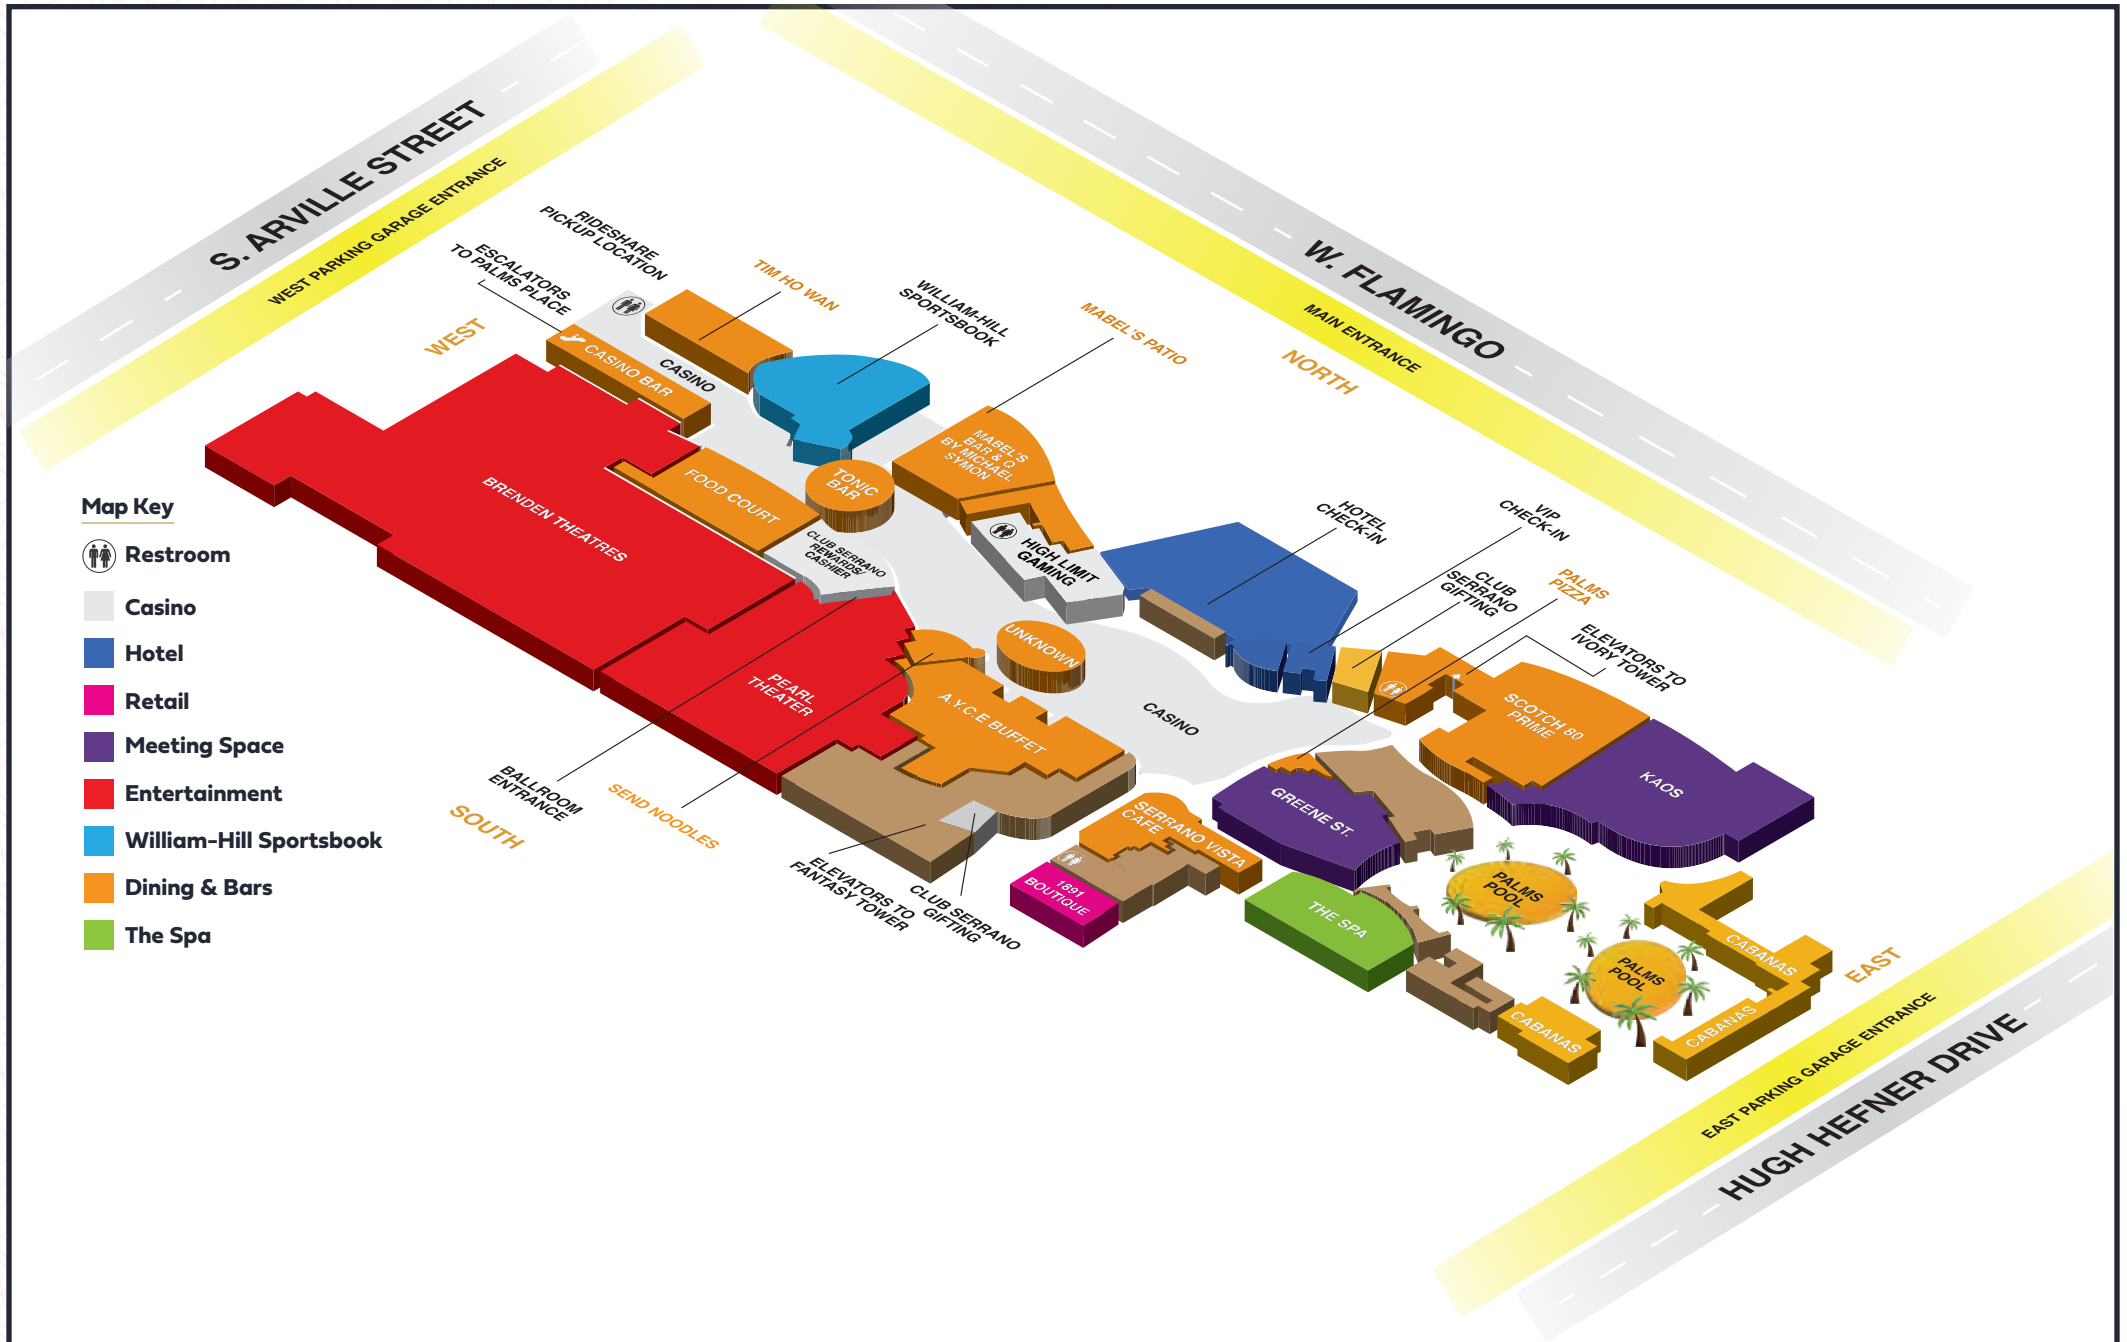 S. ARVILLE STREET
WEST PARKING GARAGE ENTRANCE
W. FLAMINGO
MAIN ENTRANCE
NORTH
WEST
RIDESHARE
PICKUP LOCATION
ESCALATORS
TO PALMS PLACE
TIM HO WAN
WILLIAM-HILL
SPORTSBOOK
MABEL'S PATIO
CASINO BAR
CASINO
MABEL'S
BAR & Q
BY MICHAEL
SYMON
TONIC
BAR
FOOD COURT
BRENDEN THEATRES
CLUB SERRANO
REWARDS/
CASHIER
HIGH LIMIT
GAMING
HOTEL
CHECK-IN
VIP
CHECK-IN
CLUB
SERRANO
GIFTING
PALMS
PIZZA
ELEVATORS TO
IVORY TOWER
UNKNOWN
PEARL
THEATER
A.Y.C.E BUFFET
CASINO
SCOTCH 80
PRIME
KAOS
GREENE ST.
SERRANO VISTA
CAFE
1891
BOUTIQUE
THE SPA
PALMS
POOL
PALMS
POOL
CABANAS
CABANAS
CABANAS
BALLROOM
ENTRANCE
SEND NOODLES
SOUTH
ELEVATORS TO
FANTASY TOWER
CLUB SERRANO
GIFTING
EAST
EAST PARKING GARAGE ENTRANCE
HUGH HEFNER DRIVE
Map Key
Restroom
Casino
Hotel
Retail
Meeting Space
Entertainment
William-Hill Sportsbook
Dining & Bars
The Spa